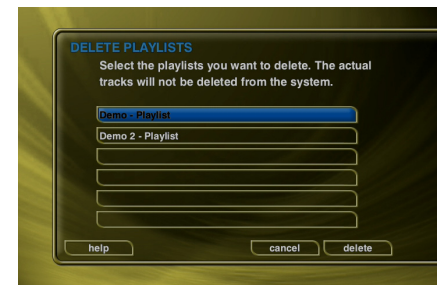 DELETE PLAYLISTS
Select the playlists you want to delete. The actual
tracks will not be deleted from the system.
Demo - Playlist
Demo 2 - Playlist
help
cancel
delete